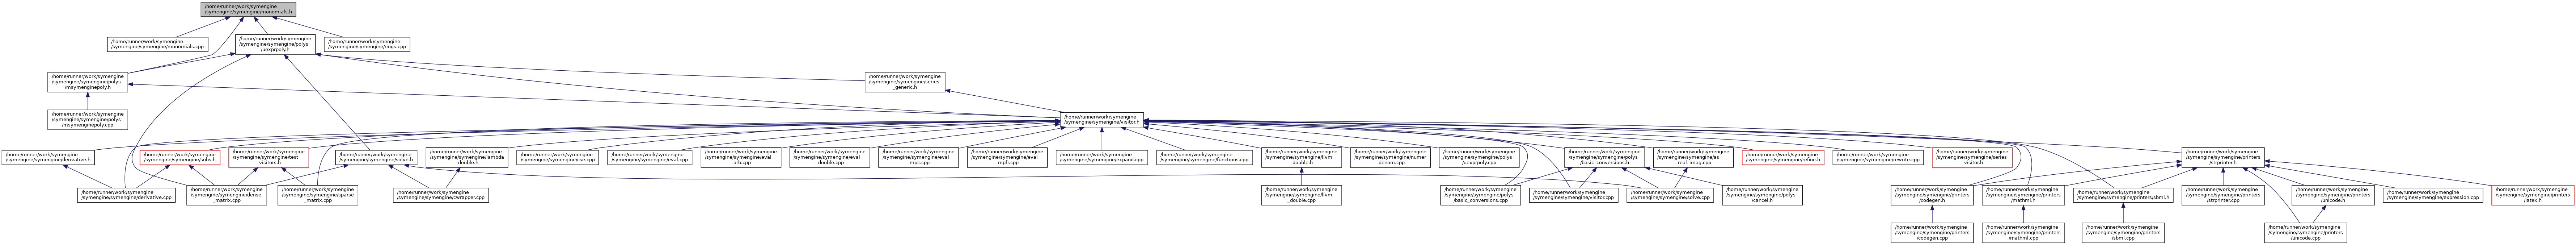 /home/runner/work/symengine
/symengine/symengine/monomials.h
/home/runner/work/symengine
/symengine/symengine/monomials.cpp
/home/runner/work/symengine
/symengine/symengine/polys
/uexprpoly.h
/home/runner/work/symengine
/symengine/symengine/rings.cpp
/home/runner/work/symengine
/symengine/symengine/polys
/msymenginepoly.h
/home/runner/work/symengine
/symengine/symengine/series
_generic.h
/home/runner/work/symengine
/symengine/symengine/polys
/msymenginepoly.cpp
/home/runner/work/symengine
/symengine/symengine/visitor.h
/home/runner/work/symengine
/symengine/symengine/derivative.h
/home/runner/work/symengine
/symengine/symengine/subs.h
/home/runner/work/symengine
/symengine/symengine/test
_visitors.h
/home/runner/work/symengine
/symengine/symengine/solve.h
/home/runner/work/symengine
/symengine/symengine/lambda
_double.h
/home/runner/work/symengine
/symengine/symengine/cse.cpp
/home/runner/work/symengine
/symengine/symengine/eval.cpp
/home/runner/work/symengine
/symengine/symengine/eval
_arb.cpp
/home/runner/work/symengine
/symengine/symengine/eval
_double.cpp
/home/runner/work/symengine
/symengine/symengine/eval
_mpc.cpp
/home/runner/work/symengine
/symengine/symengine/eval
_mpfr.cpp
/home/runner/work/symengine
/symengine/symengine/expand.cpp
/home/runner/work/symengine
/symengine/symengine/functions.cpp
/home/runner/work/symengine
/symengine/symengine/llvm
_double.h
/home/runner/work/symengine
/symengine/symengine/numer
_denom.cpp
/home/runner/work/symengine
/symengine/symengine/polys
/uexprpoly.cpp
/home/runner/work/symengine
/symengine/symengine/polys
/basic_conversions.h
/home/runner/work/symengine
/symengine/symengine/as
_real_imag.cpp
/home/runner/work/symengine
/symengine/symengine/refine.h
/home/runner/work/symengine
/symengine/symengine/rewrite.cpp
/home/runner/work/symengine
/symengine/symengine/series
_visitor.h
/home/runner/work/symengine
/symengine/symengine/printers
/strprinter.h
/home/runner/work/symengine
/symengine/symengine/derivative.cpp
/home/runner/work/symengine
/symengine/symengine/dense
_matrix.cpp
/home/runner/work/symengine
/symengine/symengine/sparse
_matrix.cpp
/home/runner/work/symengine
/symengine/symengine/cwrapper.cpp
/home/runner/work/symengine
/symengine/symengine/llvm
_double.cpp
/home/runner/work/symengine
/symengine/symengine/polys
/basic_conversions.cpp
/home/runner/work/symengine
/symengine/symengine/visitor.cpp
/home/runner/work/symengine
/symengine/symengine/solve.cpp
/home/runner/work/symengine
/symengine/symengine/polys
/cancel.h
/home/runner/work/symengine
/symengine/symengine/printers
/codegen.h
/home/runner/work/symengine
/symengine/symengine/printers
/mathml.h
/home/runner/work/symengine
/symengine/symengine/printers/sbml.h
/home/runner/work/symengine
/symengine/symengine/printers
/strprinter.cpp
/home/runner/work/symengine
/symengine/symengine/printers
/unicode.h
/home/runner/work/symengine
/symengine/symengine/expression.cpp
/home/runner/work/symengine
/symengine/symengine/printers
/latex.h
/home/runner/work/symengine
/symengine/symengine/printers
/codegen.cpp
/home/runner/work/symengine
/symengine/symengine/printers
/mathml.cpp
/home/runner/work/symengine
/symengine/symengine/printers
/sbml.cpp
/home/runner/work/symengine
/symengine/symengine/printers
/unicode.cpp